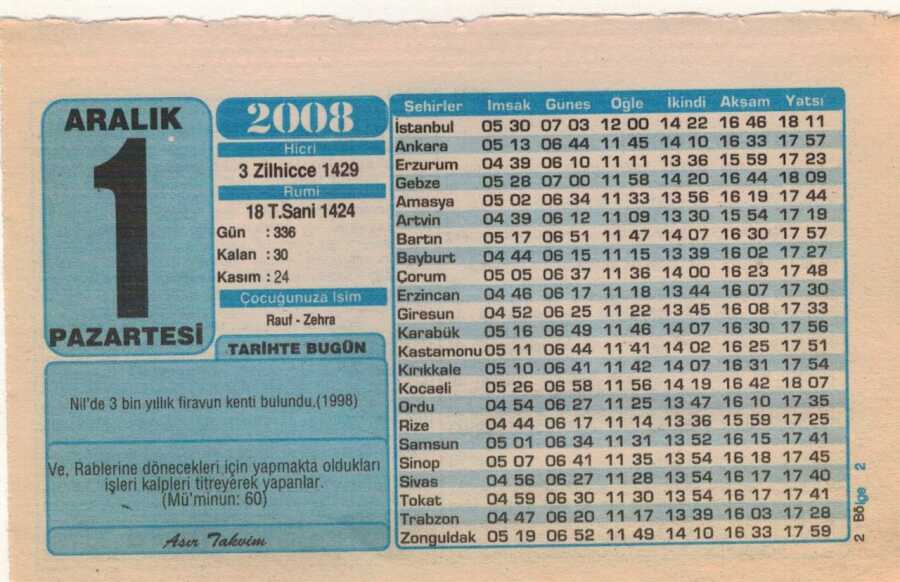 ARALIK
1
PAZARTESİ
2008
Hicri
3 Zilhicce 1429
Rumi
18 T.Sani 1424
Gün : 336
Kalan : 30
Kasım : 24
Çocuğunuza İsim
Rauf - Zehra
TARİHTE BUGÜN
Nil'de 3 bin yıllık firavun kenti bulundu.(1998)
Ve, Rablerine dönecekleri için yapmakta oldukları
işleri kalpleri titreyerek yapanlar.
(Mü'minün: 60)
Asır Takvim
Sehirler İmsak Güneş Öğle İkindi Akşam Yatsı
İstanbul 05 30 07 03 12 00 14 22 16 46 18 11
Ankara 05 13 06 44 11 45 14 10 16 33 17 57
Erzurum 04 39 06 10 11 11 13 36 15 59 17 23
Gebze 05 28 07 00 11 58 14 20 16 44 18 09
Amasya 05 02 06 34 11 33 13 56 16 19 17 44
Artvin 04 39 06 12 11 09 13 30 15 54 17 19
Bartın 05 17 06 51 11 47 14 07 16 30 17 57
Bayburt 04 44 06 15 11 15 13 39 16 02 17 27
Çorum 05 05 06 37 11 36 14 00 16 23 17 48
Erzincan 04 46 06 17 11 18 13 44 16 07 17 30
Giresun 04 52 06 25 11 22 13 45 16 08 17 33
Karabük 05 16 06 49 11 46 14 07 16 30 17 56
Kastamonu 05 11 06 44 11 41 14 02 16 25 17 51
Kırıkkale 05 10 06 41 11 42 14 07 16 31 17 54
Kocaeli 05 26 06 58 11 56 14 19 16 42 18 07
Ordu 04 54 06 27 11 25 13 47 16 10 17 35
Rize 04 44 06 17 11 14 13 36 15 59 17 25
Samsun 05 01 06 34 11 31 13 52 16 15 17 41
Sinop 05 07 06 41 11 35 13 54 16 18 17 45
Sivas 04 56 06 27 11 28 13 54 16 17 17 40
Tokat 04 59 06 30 11 30 13 54 16 17 17 41
Trabzon 04 47 06 20 11 17 13 39 16 03 17 28
Zonguldak 05 19 06 52 11 49 14 10 16 33 17 59
2 Bölge 2